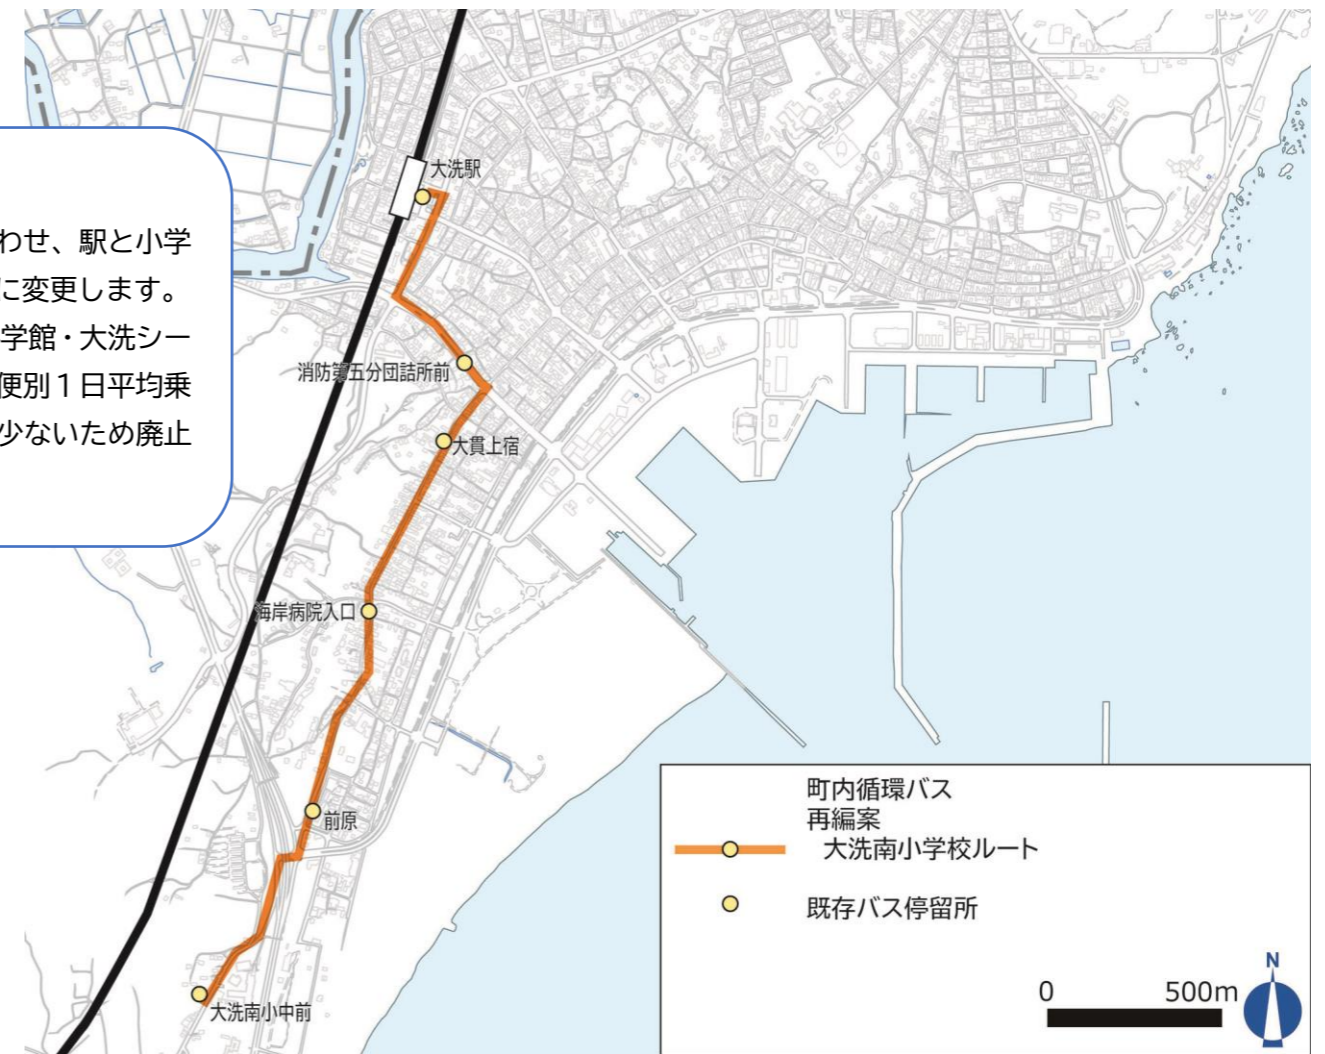 わせ、駅と小学
に変更します。
学館・大洗シー
便別１日平均乗
少ないため廃止
大洗駅
消防第五分団詰所前
大貫上宿
海岸病院入口
前原
大洗南小中前
町内循環バス
再編案
大洗南小学校ルート
既存バス停留所
0 500m
N